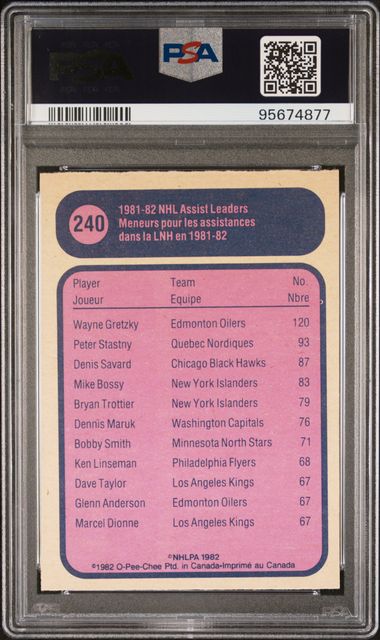 PSA
PSA
95674877
240
1981-82 NHL Assist Leaders
Meneurs pour les assistances
dans la LNH en 1981-82
Player Team No.
Joueur Equipe Nbre
Wayne Gretzky Edmonton Oilers 120
Peter Stastny Quebec Nordiques 93
Denis Savard Chicago Black Hawks 87
Mike Bossy New York Islanders 83
Bryan Trottier New York Islanders 79
Dennis Maruk Washington Capitals 76
Bobby Smith Minnesota North Stars 71
Ken Linseman Philadelphia Flyers 68
Dave Taylor Los Angeles Kings 67
Glenn Anderson Edmonton Oilers 67
Marcel Dionne Los Angeles Kings 67
©NHLPA 1982
©1982 O-Pee-Chee Ptd. in Canada-Imprimé au Canada